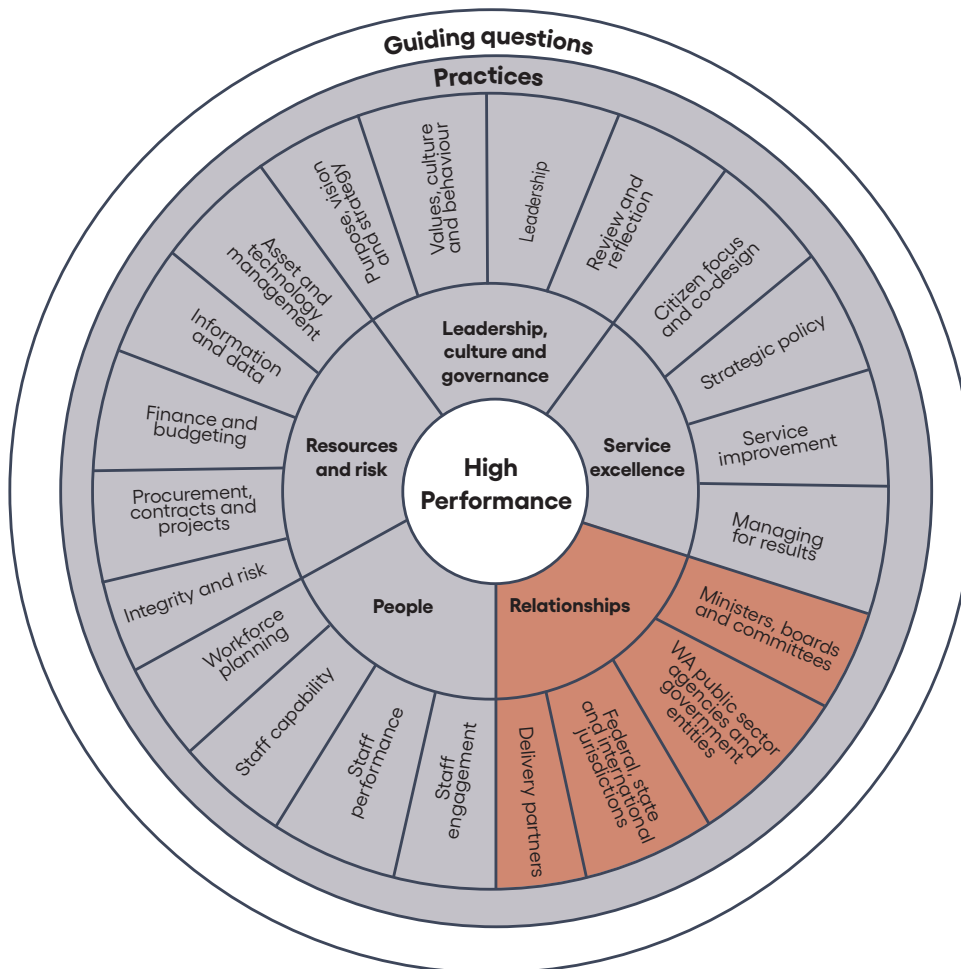 Guiding questions
Practices
Purpose, vision
and strategy
Values, culture
and behaviour
Leadership
Review and
reflection
Citizen focus
and co-design
Strategic policy
Service
improvement
Managing
for results
Ministers, boards
and committees
WA public sector
agencies and
government
entities
Federal, state
and international
jurisdictions
Delivery partners
Staff
engagement
Staff
performance
Staff capability
Workforce
planning
Integrity and risk
Procurement,
contracts and
projects
Finance and
budgeting
Information
and data
Asset and
technology
management
Leadership,
culture and
governance
Service
excellence
Relationships
People
Resources
and risk
High
Performance